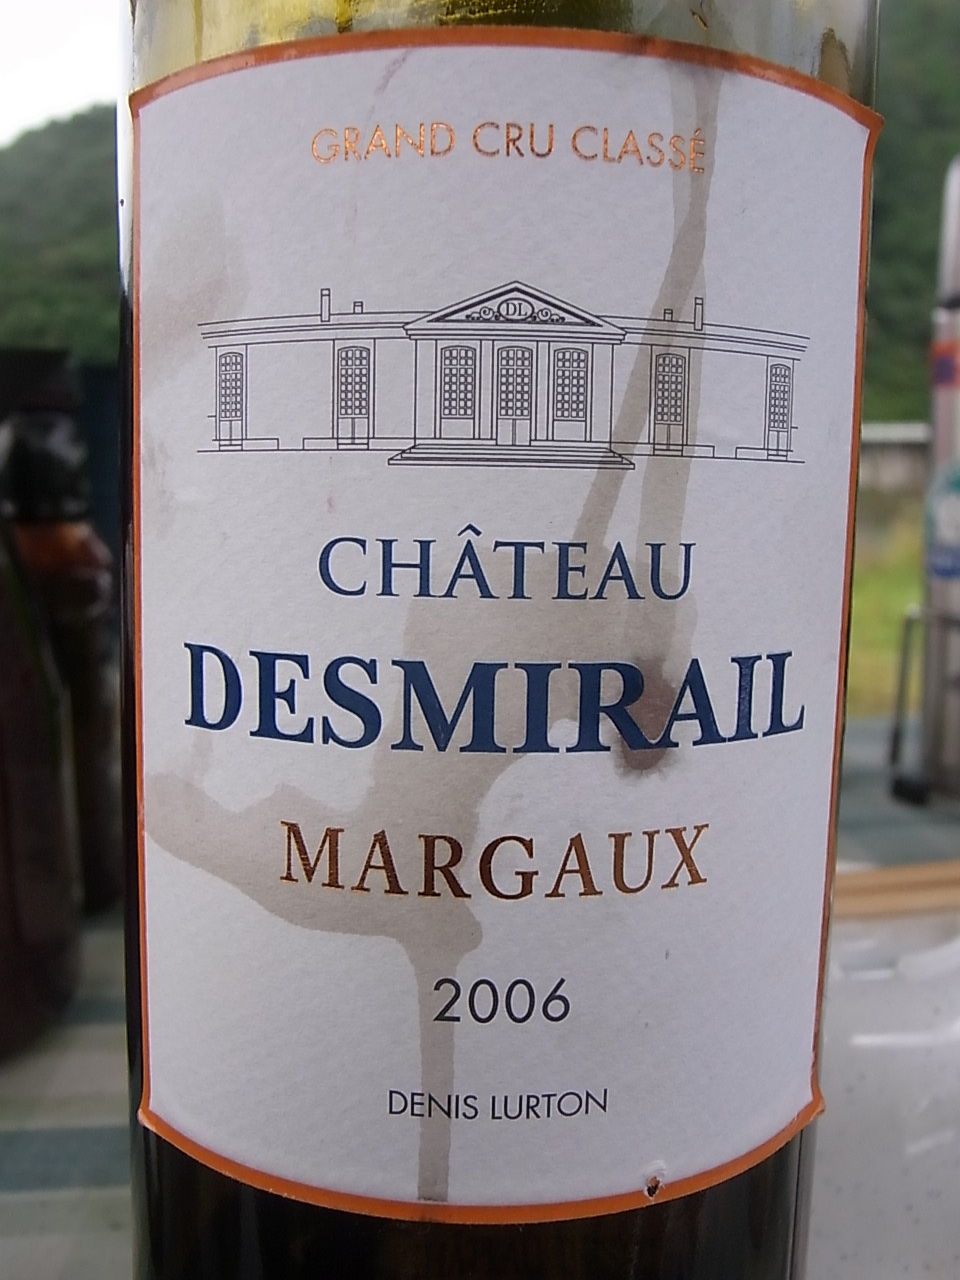 GRAND CRU CLASSÉ
DL
CHÂTEAU
DESMIRAIL
MARGAUX
2006
DENIS LURTON